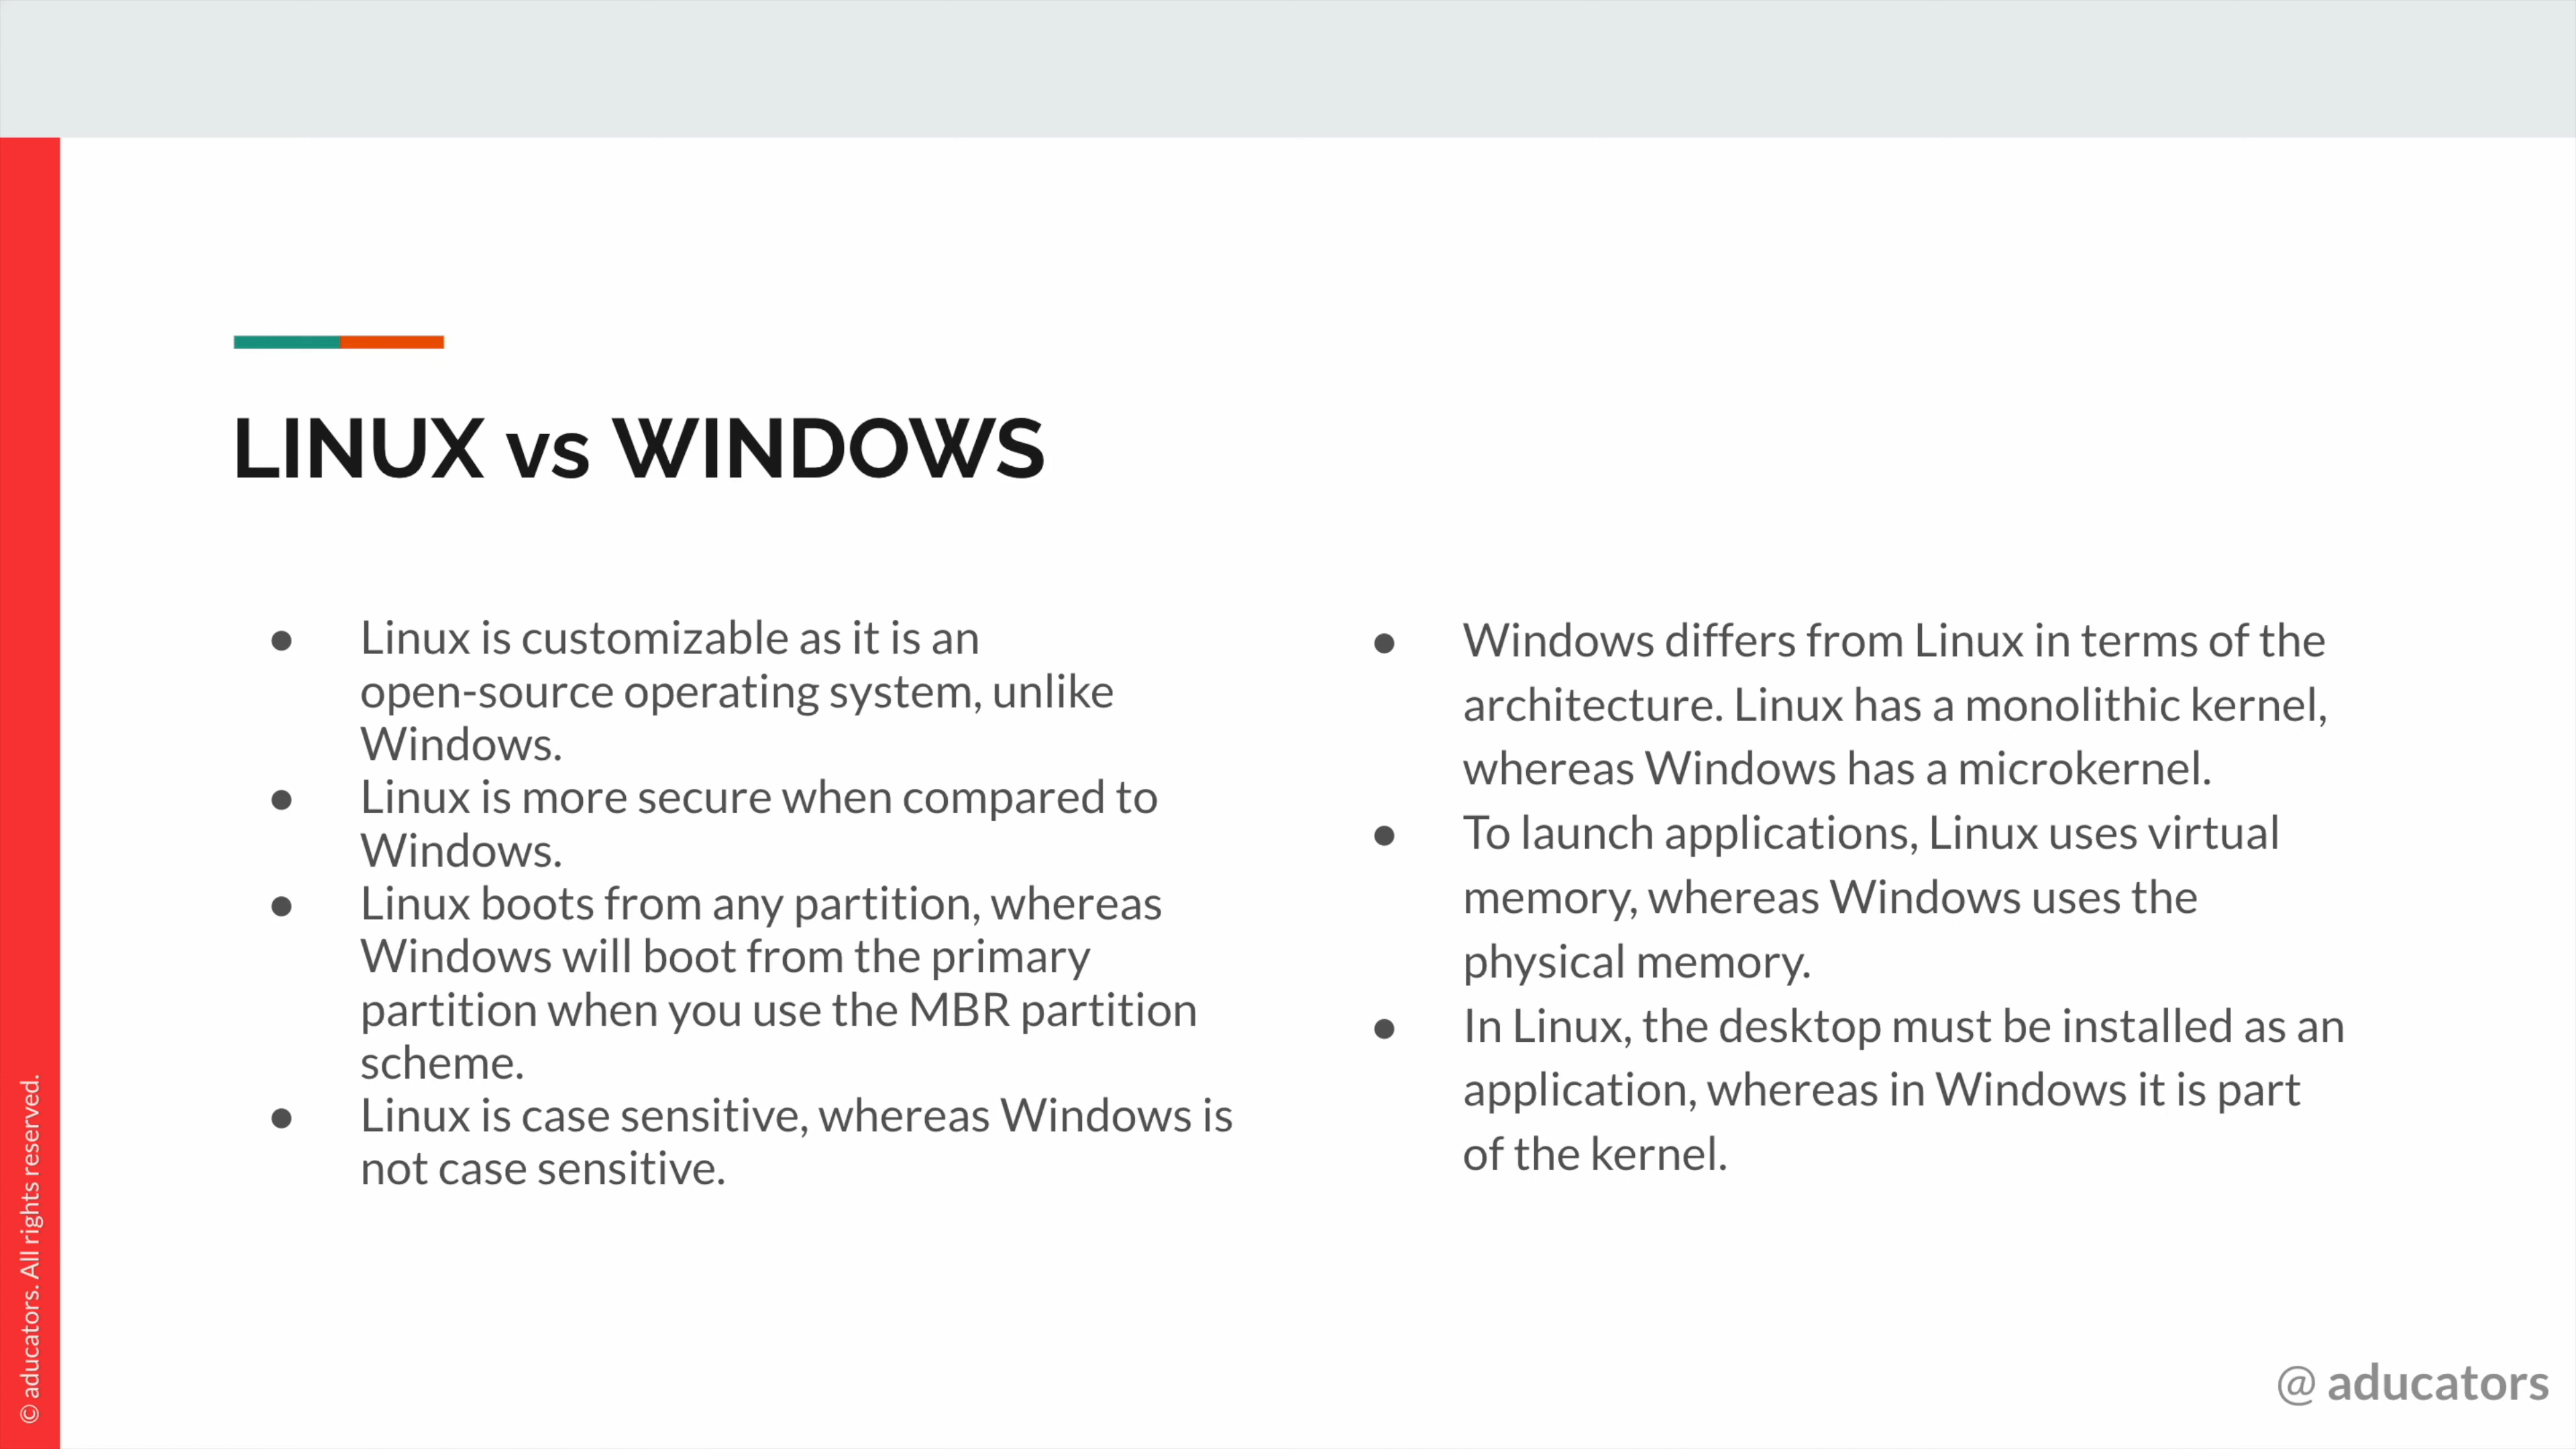 LINUX vs WINDOWS
● Linux is customizable as it is an
open-source operating system, unlike
Windows.
● Linux is more secure when compared to
Windows.
● Linux boots from any partition, whereas
Windows will boot from the primary
partition when you use the MBR partition
scheme.
● Linux is case sensitive, whereas Windows is
not case sensitive.
● Windows differs from Linux in terms of the
architecture. Linux has a monolithic kernel,
whereas Windows has a microkernel.
● To launch applications, Linux uses virtual
memory, whereas Windows uses the
physical memory.
● In Linux, the desktop must be installed as an
application, whereas in Windows it is part
of the kernel.
© aducators. All rights reserved.
@ aducators